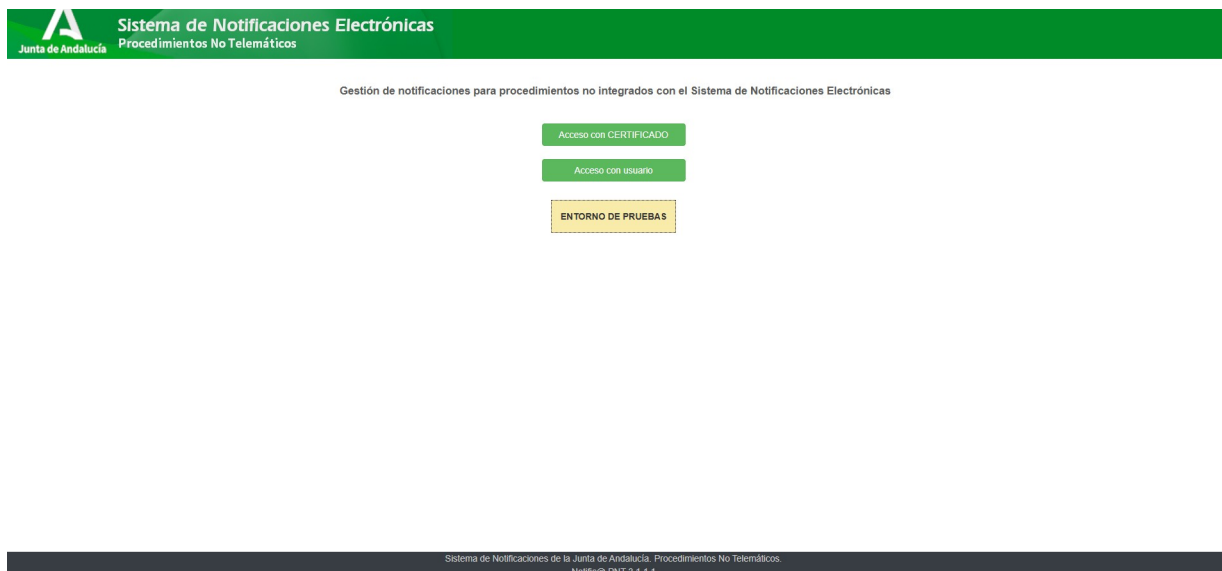 Junta de Andalucía
Sistema de Notificaciones Electrónicas
Procedimientos No Telemáticos
Gestión de notificaciones para procedimientos no integrados con el Sistema de Notificaciones Electrónicas
Acceso con CERTIFICADO
Acceso con usuario
ENTORNO DE PRUEBAS
Sistema de Notificaciones de la Junta de Andalucía. Procedimientos No Telemáticos.